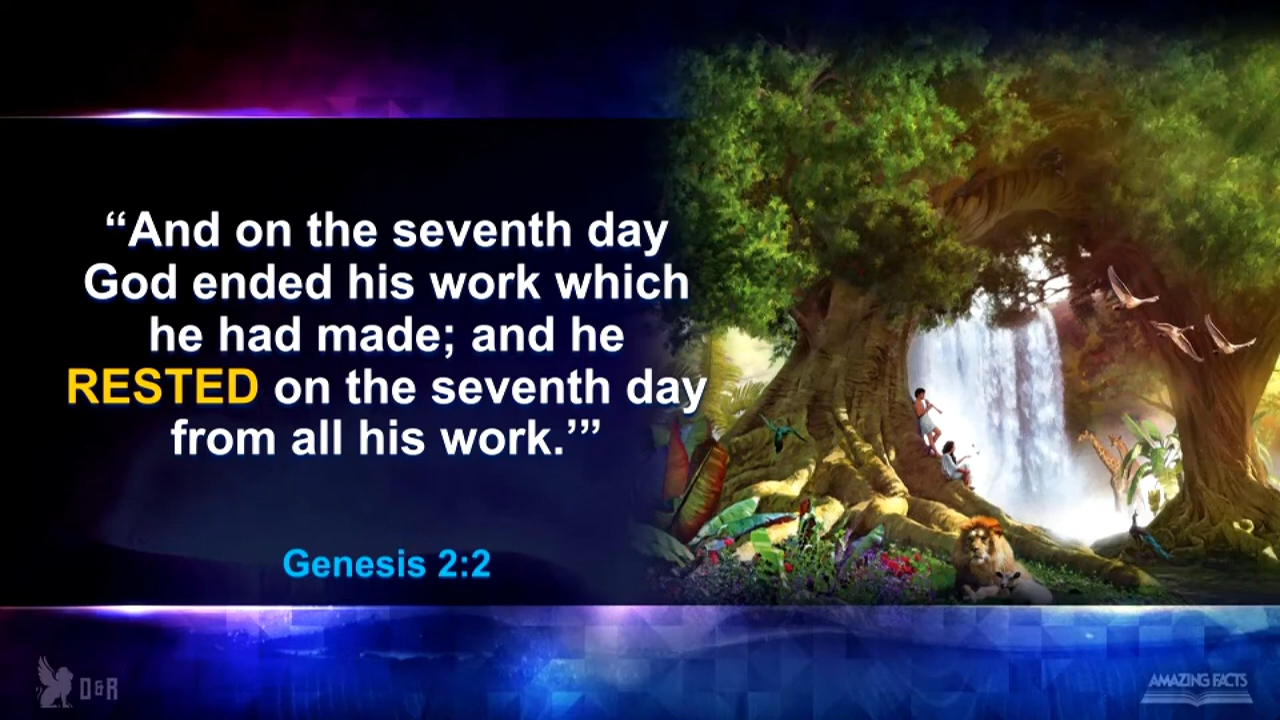 “And on the seventh day
God ended his work which
he had made; and he
RESTED on the seventh day
from all his work.’”
Genesis 2:2
D&R
AMAZING FACTS